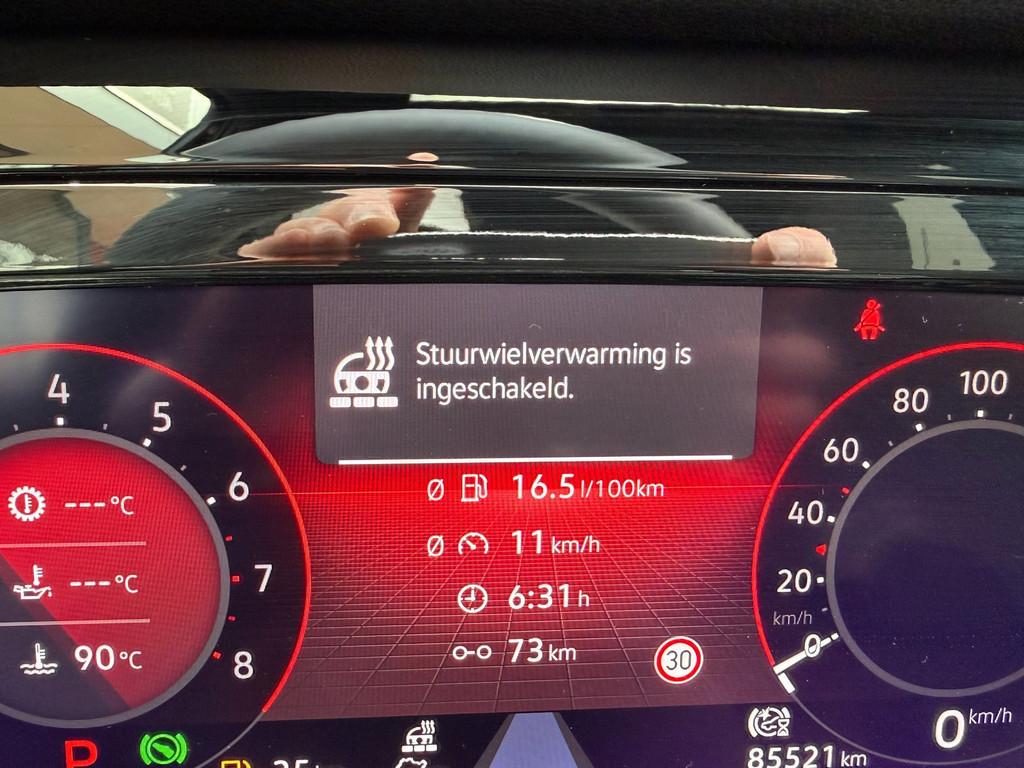 Stuurwielverwarming is
ingeschakeld.
4
5
6
7
8
---°C
---°C
90°C
Ø 16.5 l/100km
Ø 11 km/h
6:31 h
73 km
30
100
80
60
40
20
km/h
0
0 km/h
P
85521 km